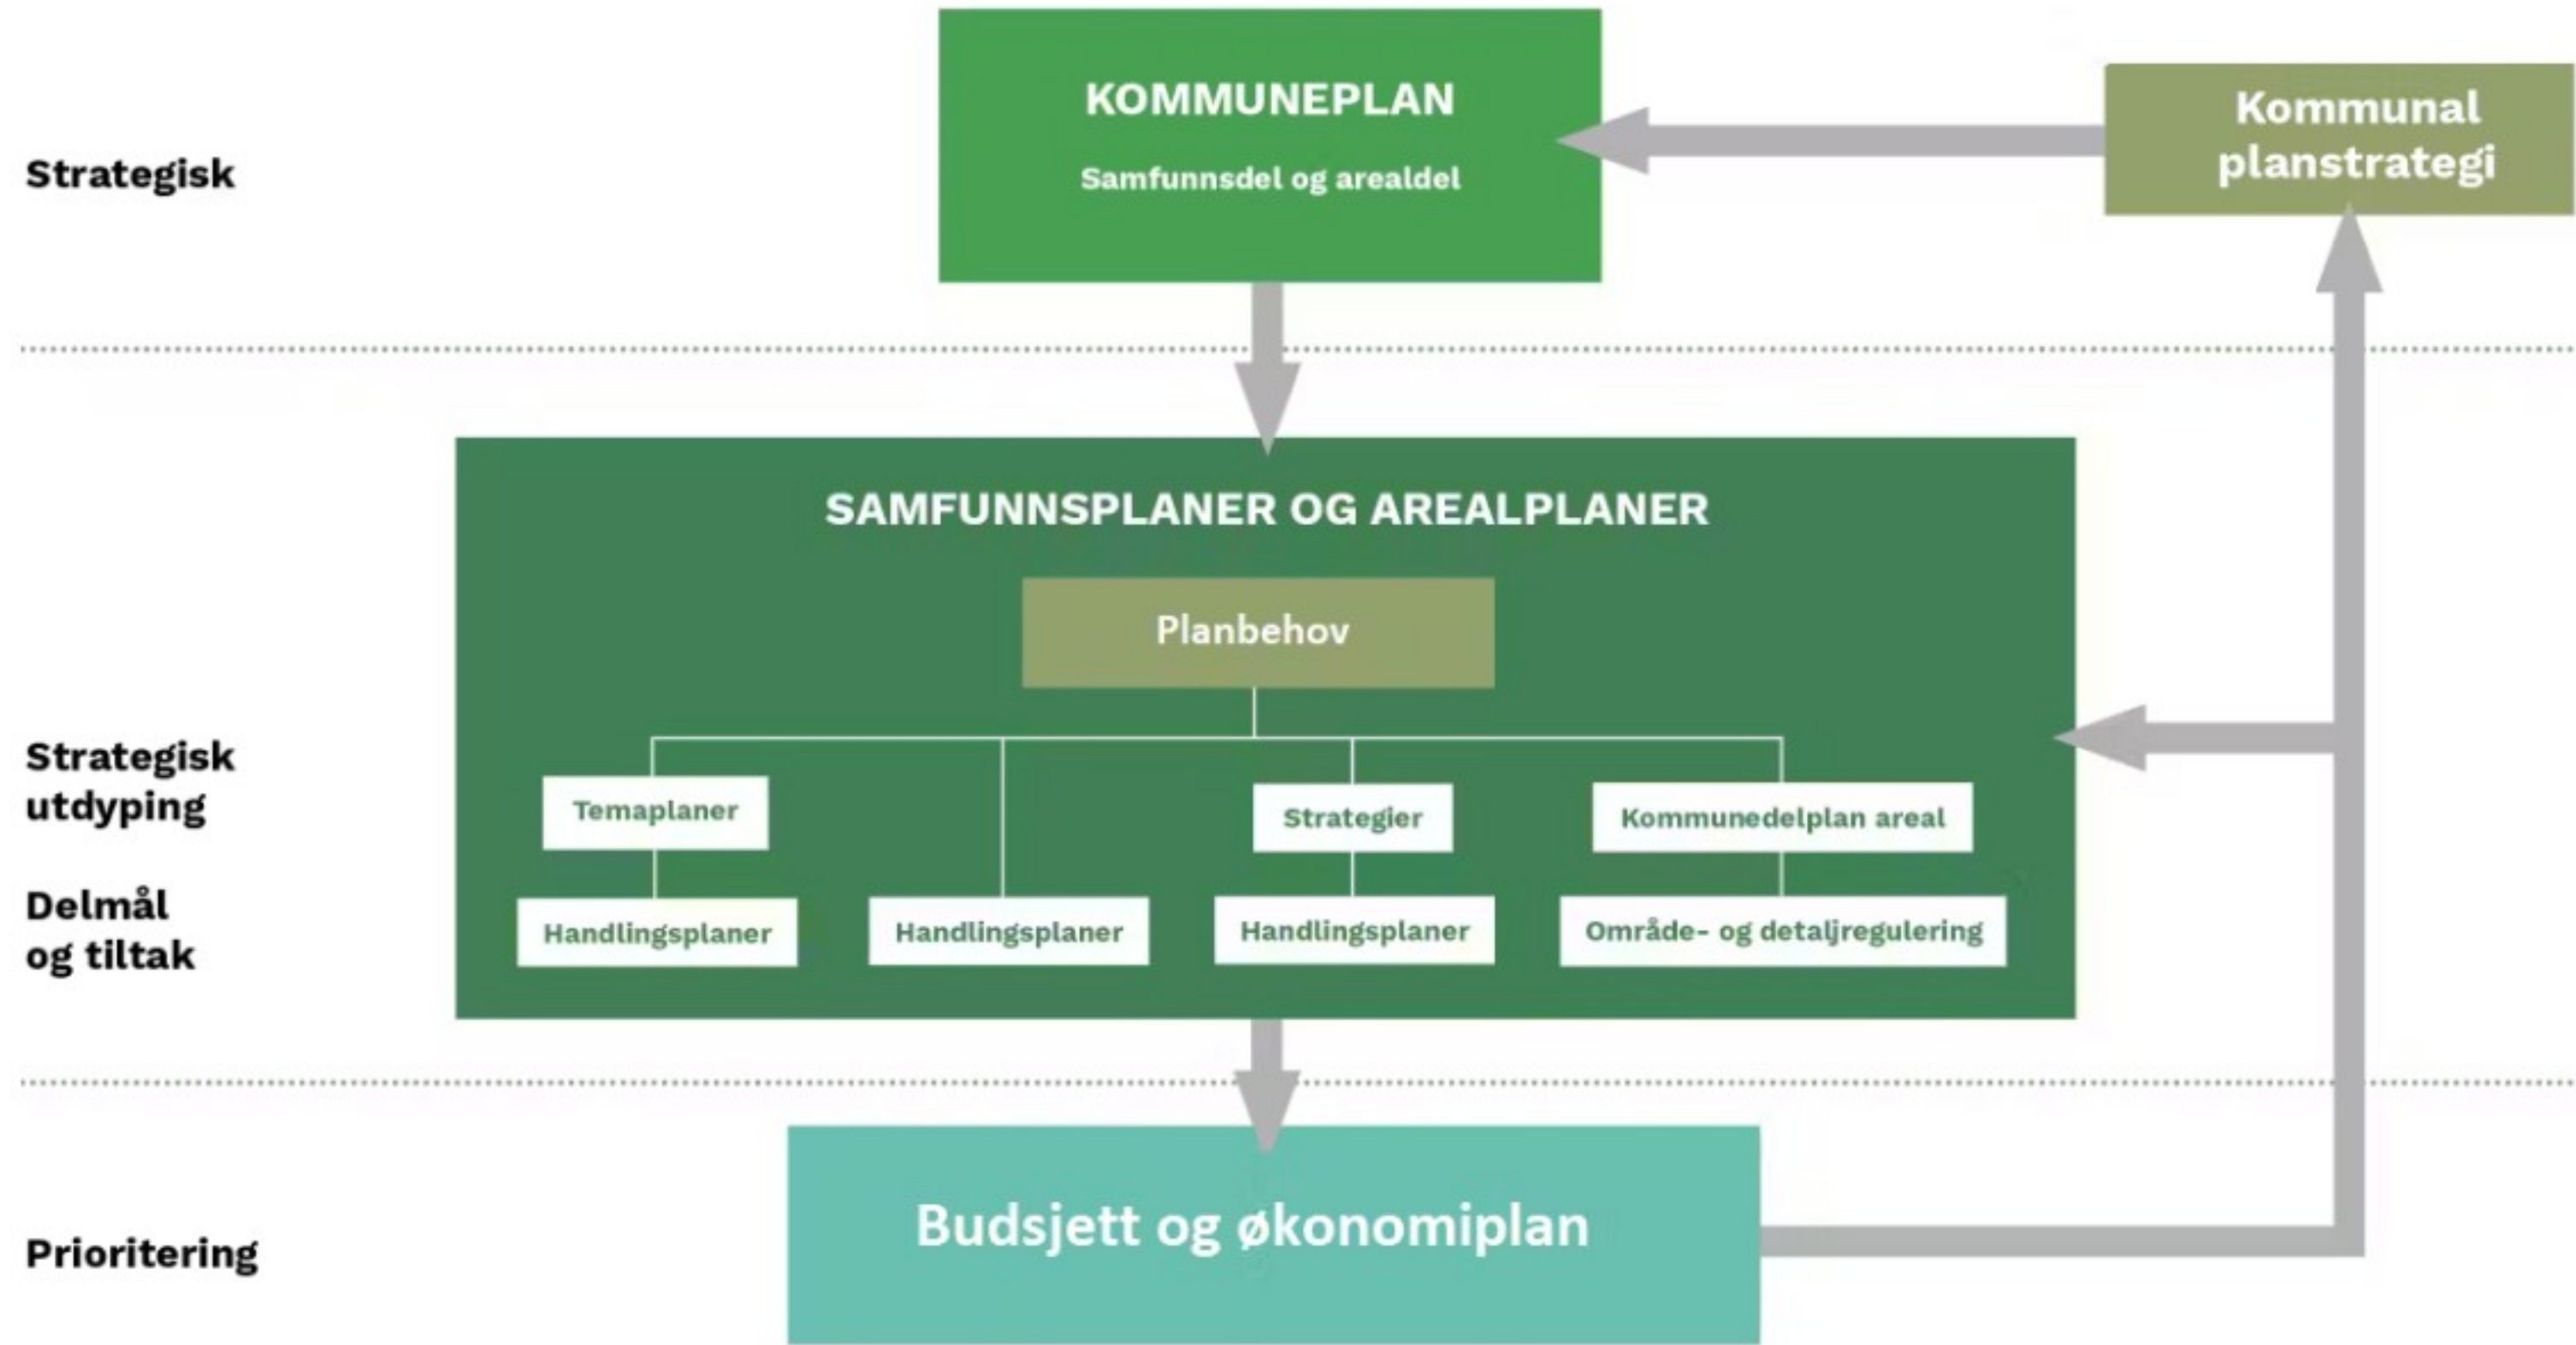 KOMMUNEPLAN
Samfunnsdel og arealdel
Kommunal
planstrategi
Strategisk
SAMFUNNSPLANER OG AREALPLANER
Planbehov
Strategisk
utdyping
Temaplaner
Strategier
Kommunedelplan areal
Delmål
og tiltak
Handlingsplaner
Handlingsplaner
Handlingsplaner
Område- og detaljregulering
Budsjett og økonomiplan
Prioritering